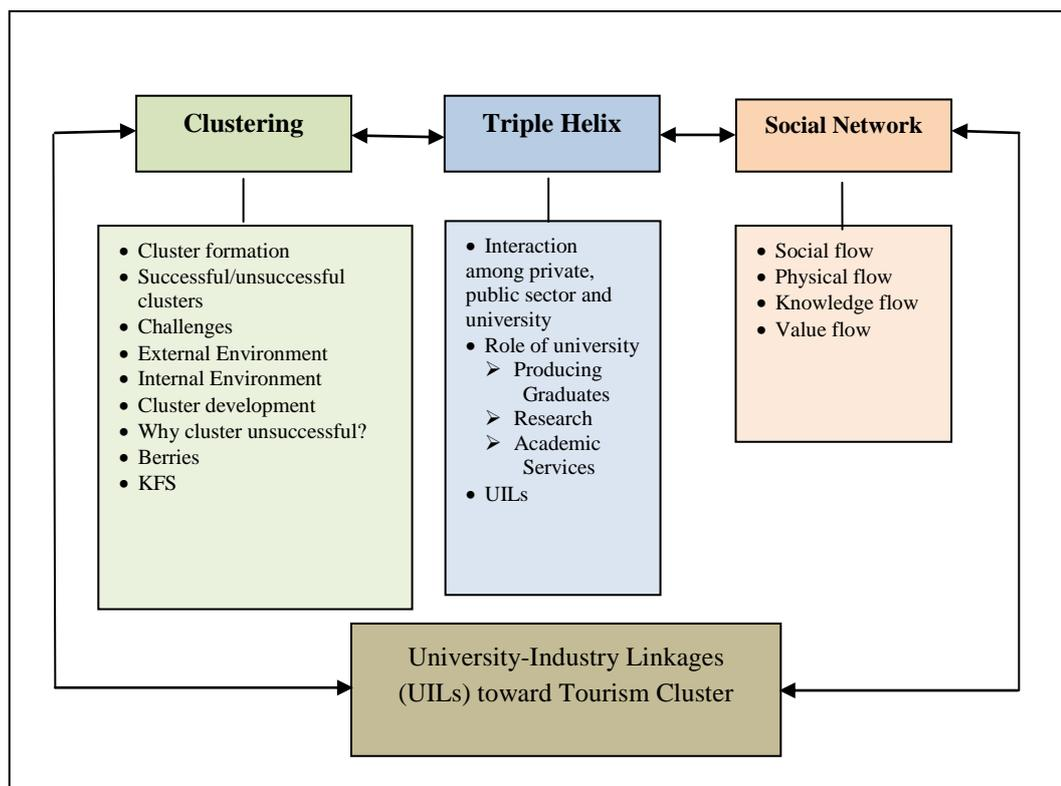 Clustering
Triple Helix
Social Network
• Cluster formation
• Successful/unsuccessful
clusters
• Challenges
• External Environment
• Internal Environment
• Cluster development
• Why cluster unsuccessful?
• Berries
• KFS
• Interaction
among private,
public sector and
university
• Role of university
➢ Producing
Graduates
➢ Research
➢ Academic
Services
• UILs
• Social flow
• Physical flow
• Knowledge flow
• Value flow
University-Industry Linkages
(UILs) toward Tourism Cluster